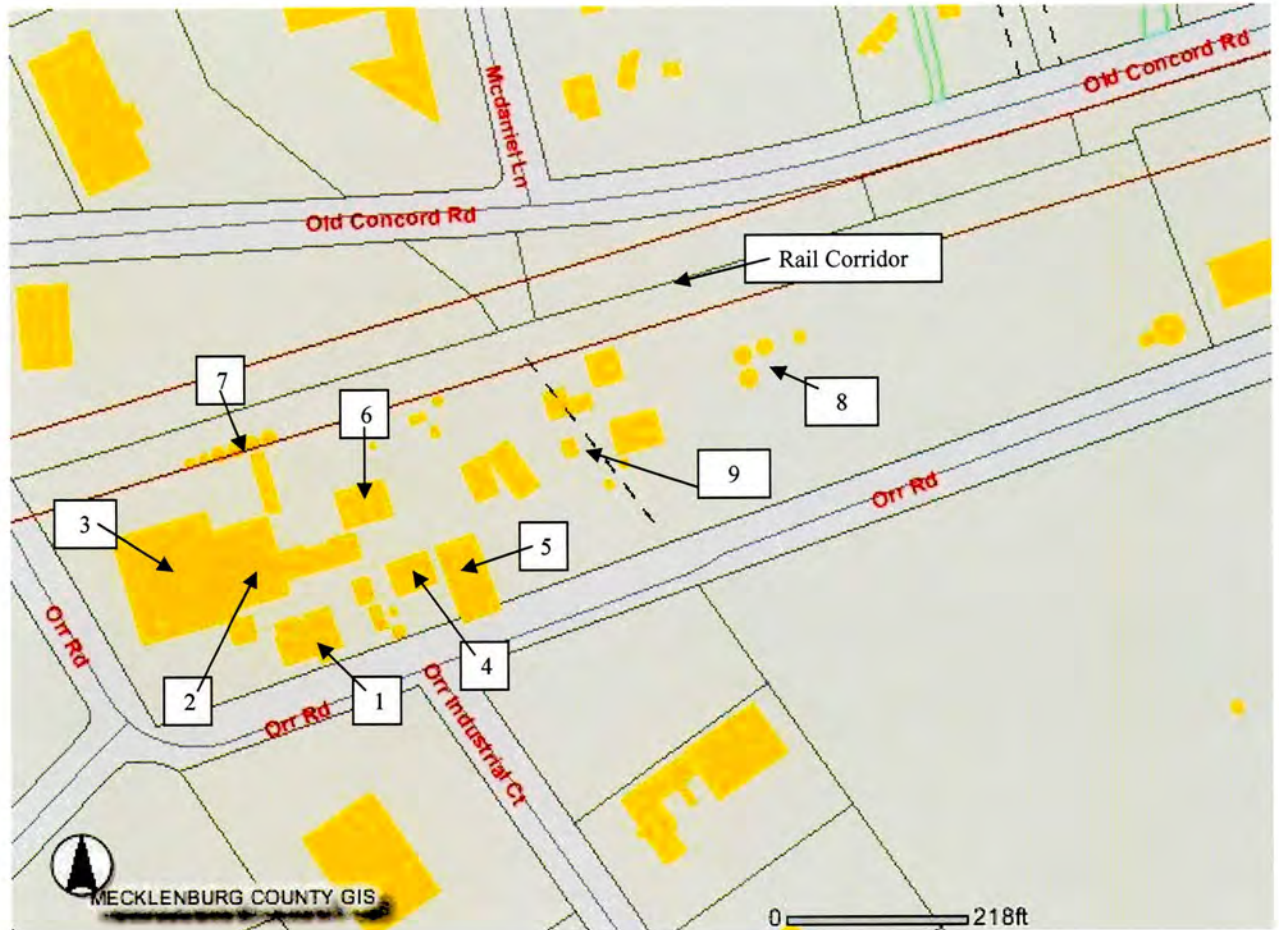 Old Concord Rd
Mcdaniel Ln
Old Concord Rd
Rail Corridor
7
6
8
9
3
5
Orr Rd
Orr Rd
4
2
1
Orr Rd
Orr Industrial Ct
MECKLENBURG COUNTY GIS
0 218ft